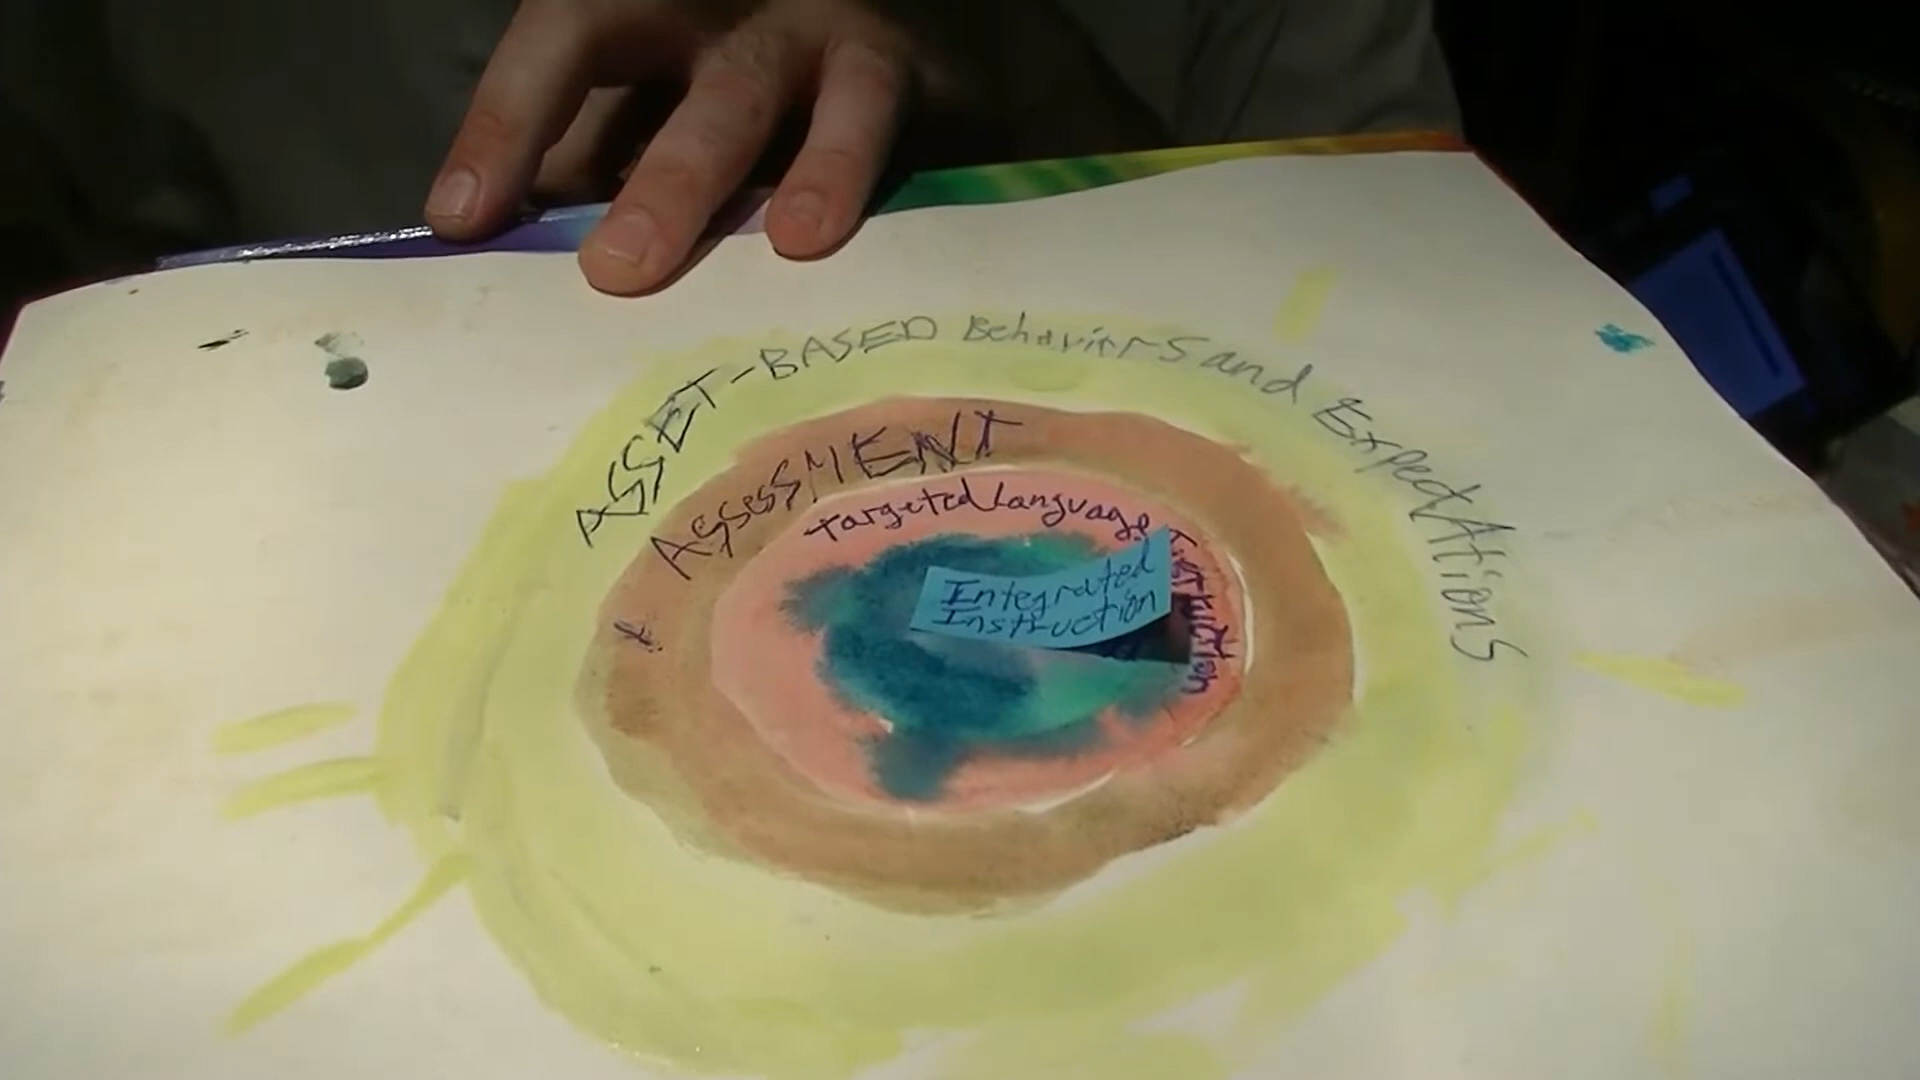 ASSET-BASED Behaviors and ExpectAtions
AssessMENT
targeted Language Instruction
Integrated
Instruction